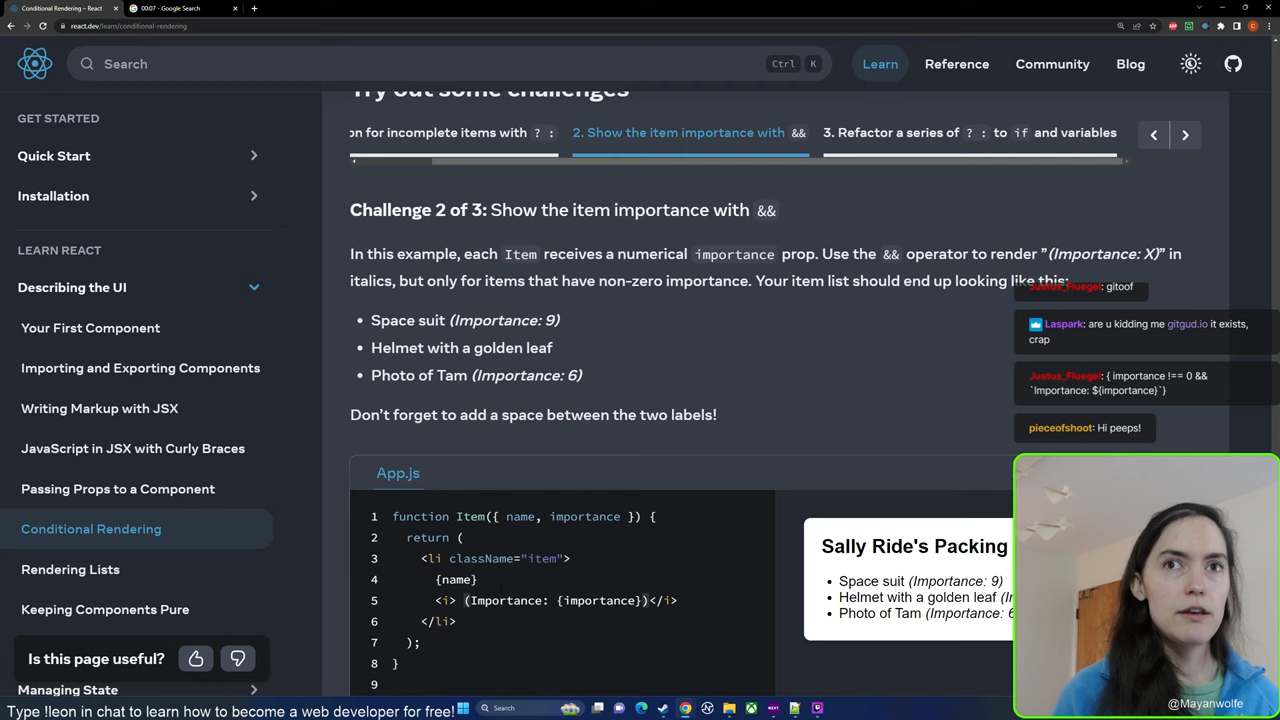 Conditional Rendering – React
00:07 - Google Search
react.dev/learn/conditional-rendering
Search
Ctrl K
Learn
Reference
Community
Blog
GET STARTED
Quick Start
Installation
LEARN REACT
Describing the UI
Your First Component
Importing and Exporting Components
Writing Markup with JSX
JavaScript in JSX with Curly Braces
Passing Props to a Component
Conditional Rendering
Rendering Lists
Keeping Components Pure
Is this page useful?
Managing State
Try out some challenges
on for incomplete items with ? :
2. Show the item importance with &&
3. Refactor a series of ? : to if and variables
Challenge 2 of 3: Show the item importance with &&
In this example, each Item receives a numerical importance prop. Use the && operator to render "(Importance: X)" in
italics, but only for items that have non-zero importance. Your item list should end up looking like this:
• Space suit (Importance: 9)
• Helmet with a golden leaf
• Photo of Tam (Importance: 6)
Don't forget to add a space between the two labels!
App.js
1 function Item({ name, importance }) {
2 return (
3 <li className="item">
4 {name}
5 <i> (Importance: {importance})</i>
6 </li>
7 );
8 }
9
Sally Ride's Packing
• Space suit (Importance: 9)
• Helmet with a golden leaf (I
• Photo of Tam (Importance: 6
Justus_Fluegel: gitoof
Laspark: are u kidding me gitgud.io it exists,
crap
Justus_Fluegel: { importance !== 0 &&
`Importance: ${importance}`}
pieceofshoot: Hi peeps!
@Mayanwolfe
Type !leon in chat to learn how to become a web developer for free!
Search